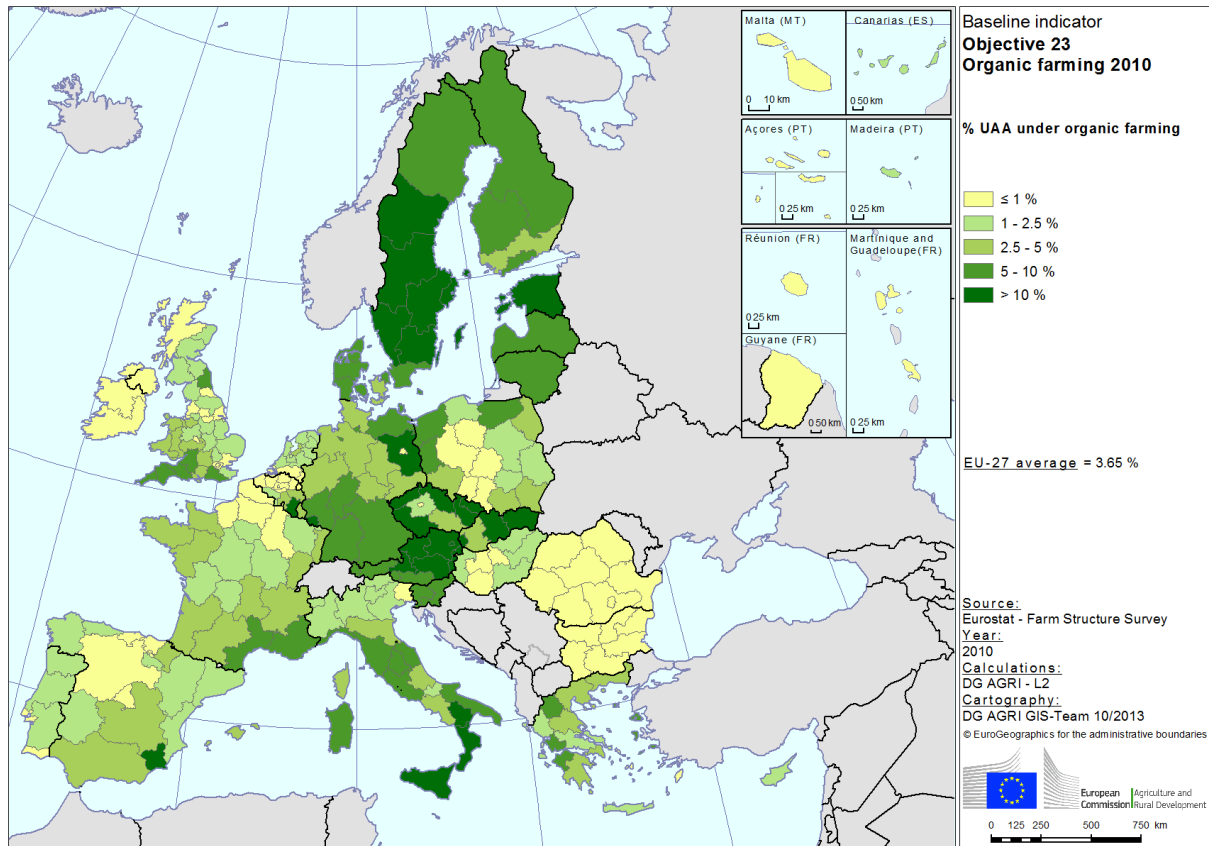 Malta (MT)
0 10 km
Canarias (ES)
0 50 km
Açores (PT)
0 25 km
Madeira (PT)
0 25 km
Réunion (FR)
0 25 km
Martinique and
Guadeloupe(FR)
0 25 km
Guyane (FR)
0 50 km
Baseline indicator
Objective 23
Organic farming 2010
% UAA under organic farming
≤ 1 %
1 - 2.5 %
2.5 - 5 %
5 - 10 %
> 10 %
EU-27 average = 3.65 %
Source:
Eurostat - Farm Structure Survey
Year:
2010
Calculations:
DG AGRI - L2
Cartography:
DG AGRI GIS-Team 10/2013
© EuroGeographics for the administrative boundaries
European
Commission
Agriculture and
Rural Development
0 125 250 500 750 km